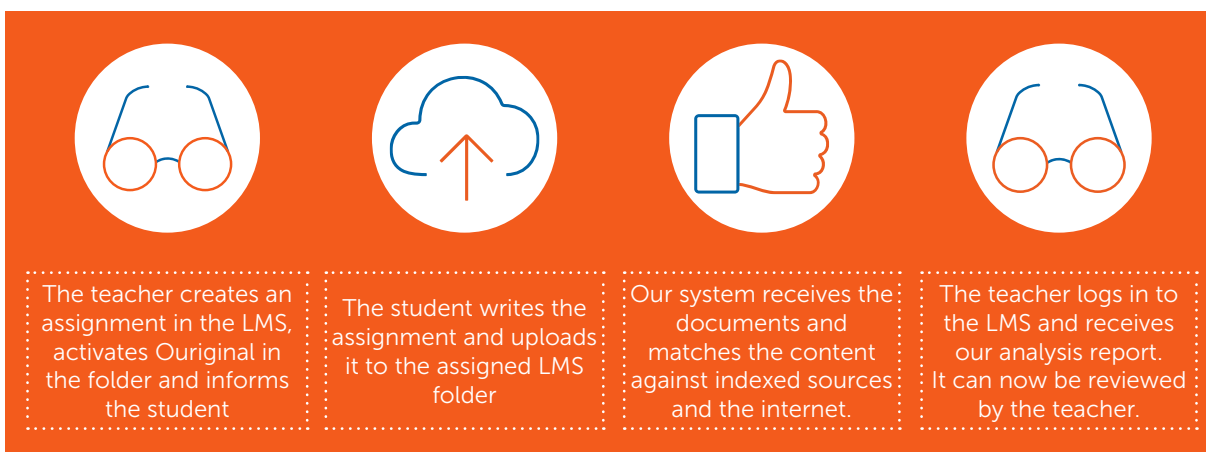 The teacher creates an
assignment in the LMS,
activates Ouriginal in
the folder and informs
the student
The student writes the
assignment and uploads
it to the assigned LMS
folder
Our system receives the
documents and
matches the content
against indexed sources
and the internet.
The teacher logs in to
the LMS and receives
our analysis report.
It can now be reviewed
by the teacher.